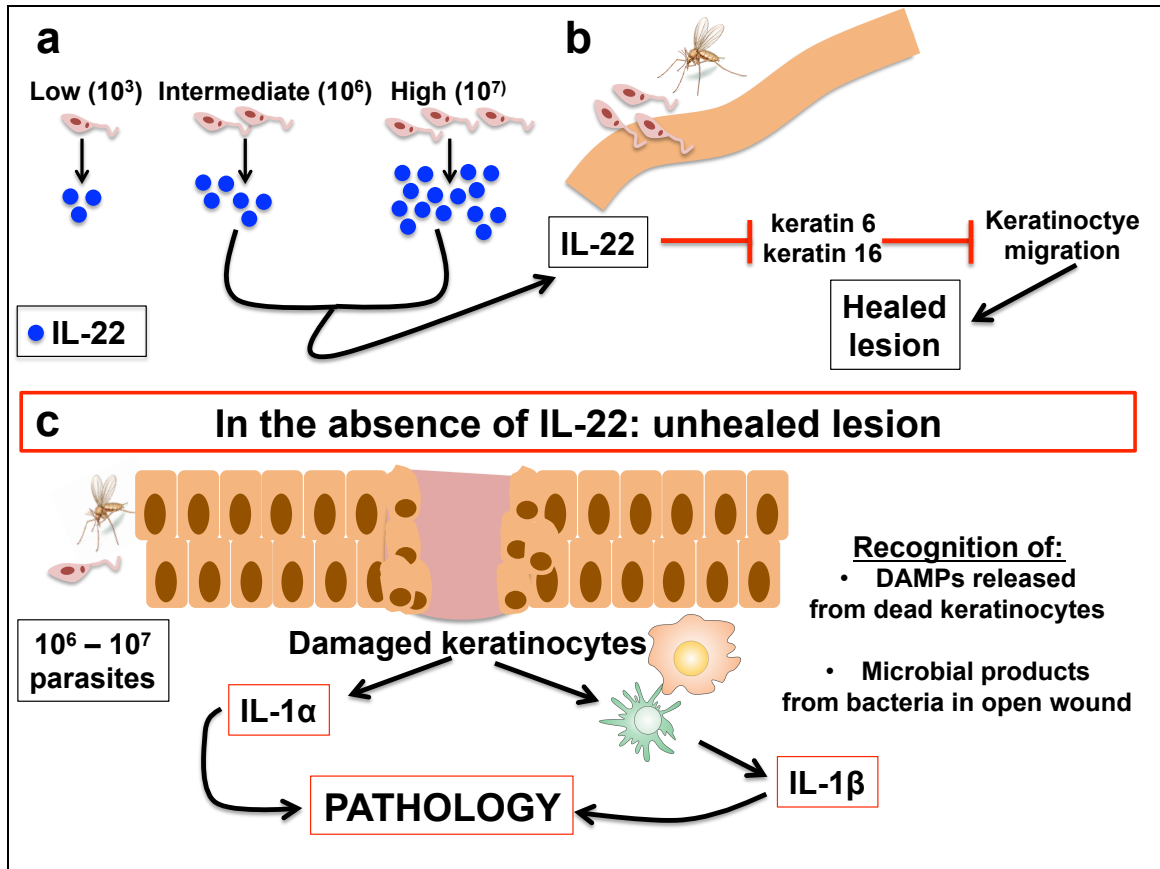 a
Low (10³)
Intermediate (10⁶)
High (10⁷⁾
IL-22
b
IL-22
keratin 6
keratin 16
Keratinoctye
migration
Healed
lesion
c
In the absence of IL-22: unhealed lesion
10⁶ – 10⁷
parasites
Damaged keratinocytes
IL-1α
PATHOLOGY
IL-1β
Recognition of:
• DAMPs released
from dead keratinocytes
• Microbial products
from bacteria in open wound